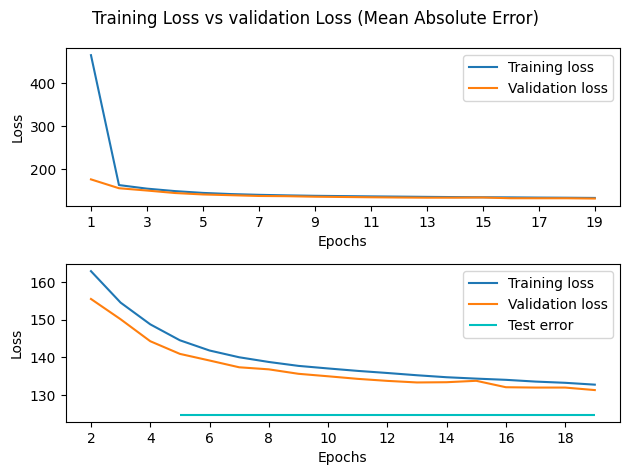 Training Loss vs validation Loss (Mean Absolute Error)
Loss
400
300
200
Training loss
Validation loss
1 3 5 7 9 11 13 15 17 19
Epochs
Loss
160
150
140
130
Training loss
Validation loss
Test error
2 4 6 8 10 12 14 16 18
Epochs